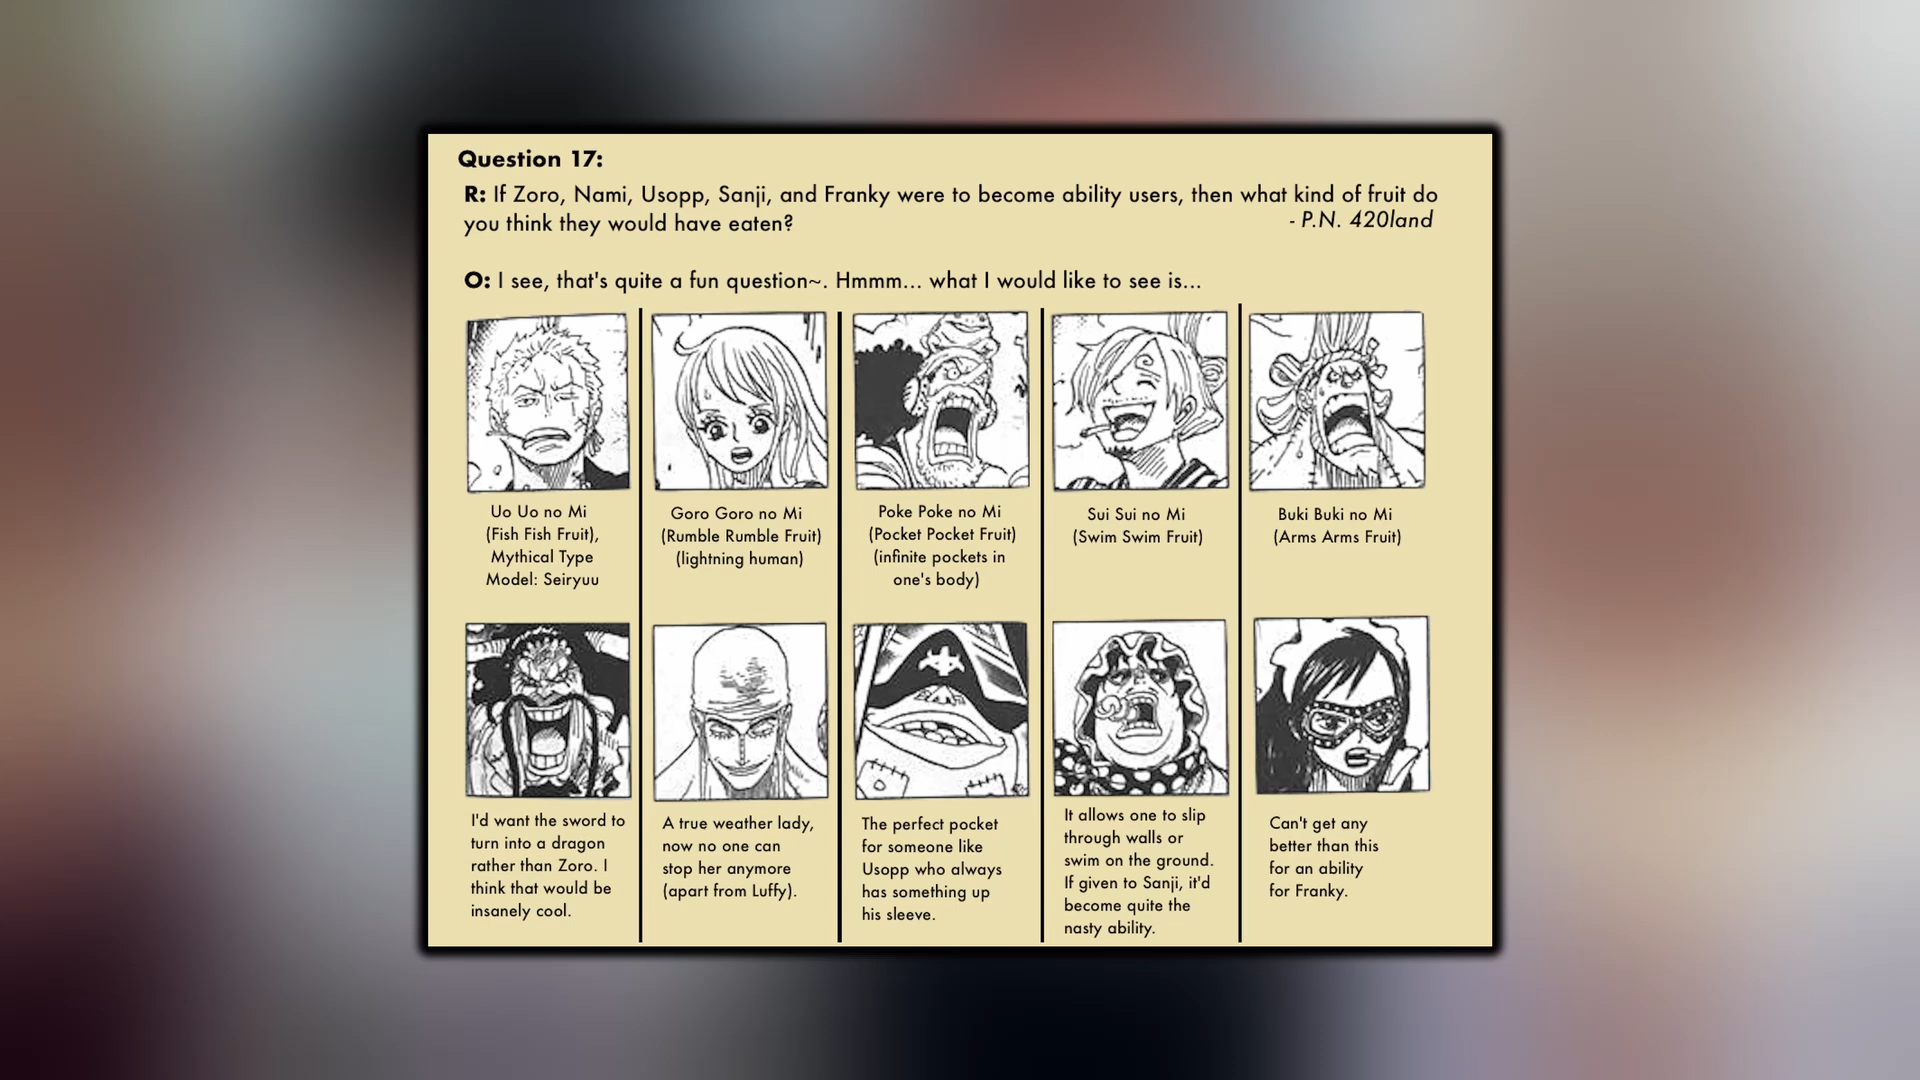 Question 17:
R: If Zoro, Nami, Usopp, Sanji, and Franky were to become ability users, then what kind of fruit do
you think they would have eaten?
- P.N. 420land
O: I see, that's quite a fun question~. Hmmm... what I would like to see is...
Uo Uo no Mi
(Fish Fish Fruit),
Mythical Type
Model: Seiryuu
Goro Goro no Mi
(Rumble Rumble Fruit)
(lightning human)
Poke Poke no Mi
(Pocket Pocket Fruit)
(infinite pockets in
one's body)
Sui Sui no Mi
(Swim Swim Fruit)
Buki Buki no Mi
(Arms Arms Fruit)
I'd want the sword to
turn into a dragon
rather than Zoro. I
think that would be
insanely cool.
A true weather lady,
now no one can
stop her anymore
(apart from Luffy).
The perfect pocket
for someone like
Usopp who always
has something up
his sleeve.
It allows one to slip
through walls or
swim on the ground.
If given to Sanji, it'd
become quite the
nasty ability.
Can't get any
better than this
for an ability
for Franky.